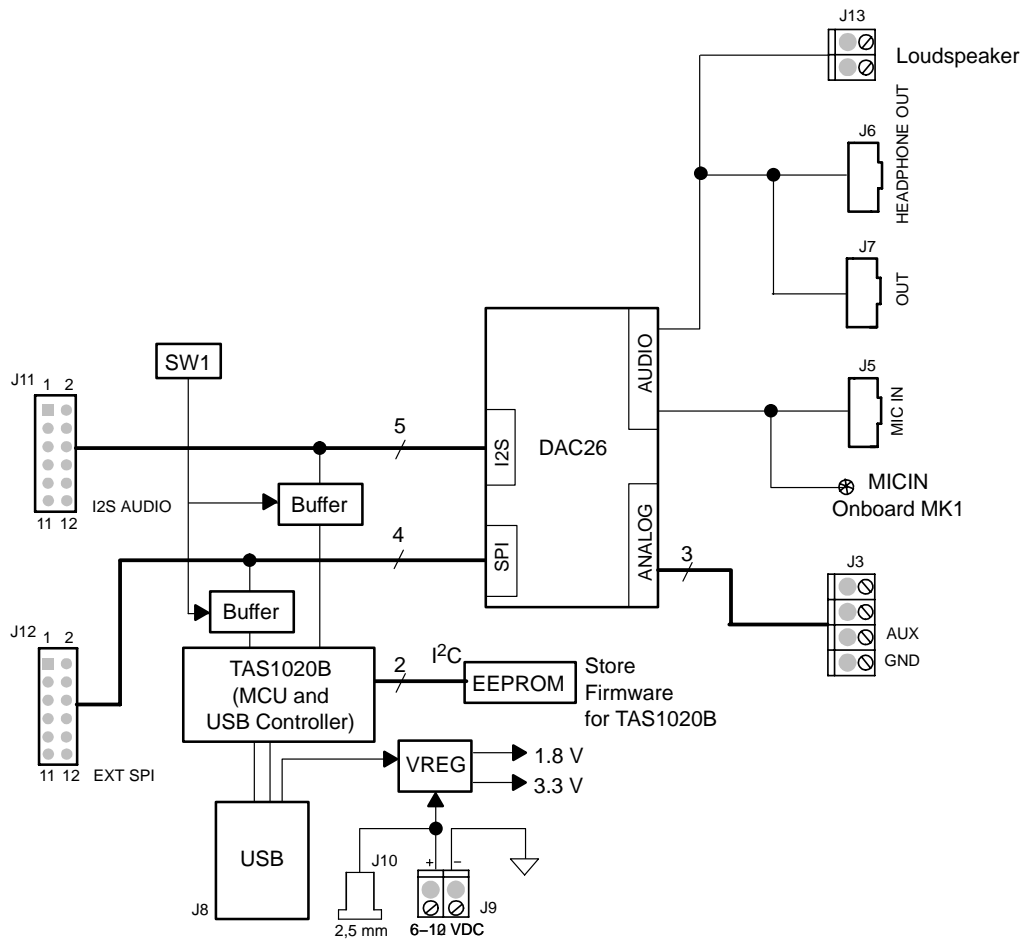 J13
Loudspeaker
J6
HEADPHONE OUT
J7
OUT
SW1
J11
1 2
11 12
I2S AUDIO
5
I2S
AUDIO
DAC26
J5
MIC IN
MICIN
Onboard MK1
Buffer
4
SPI
ANALOG
3
J3
AUX
GND
Buffer
J12
1 2
11 12
EXT SPI
TAS1020B
(MCU and
USB Controller)
2
I²C
EEPROM
Store
Firmware
for TAS1020B
VREG
1.8 V
3.3 V
USB
J8
J10
2,5 mm
+ −
J9
VDC